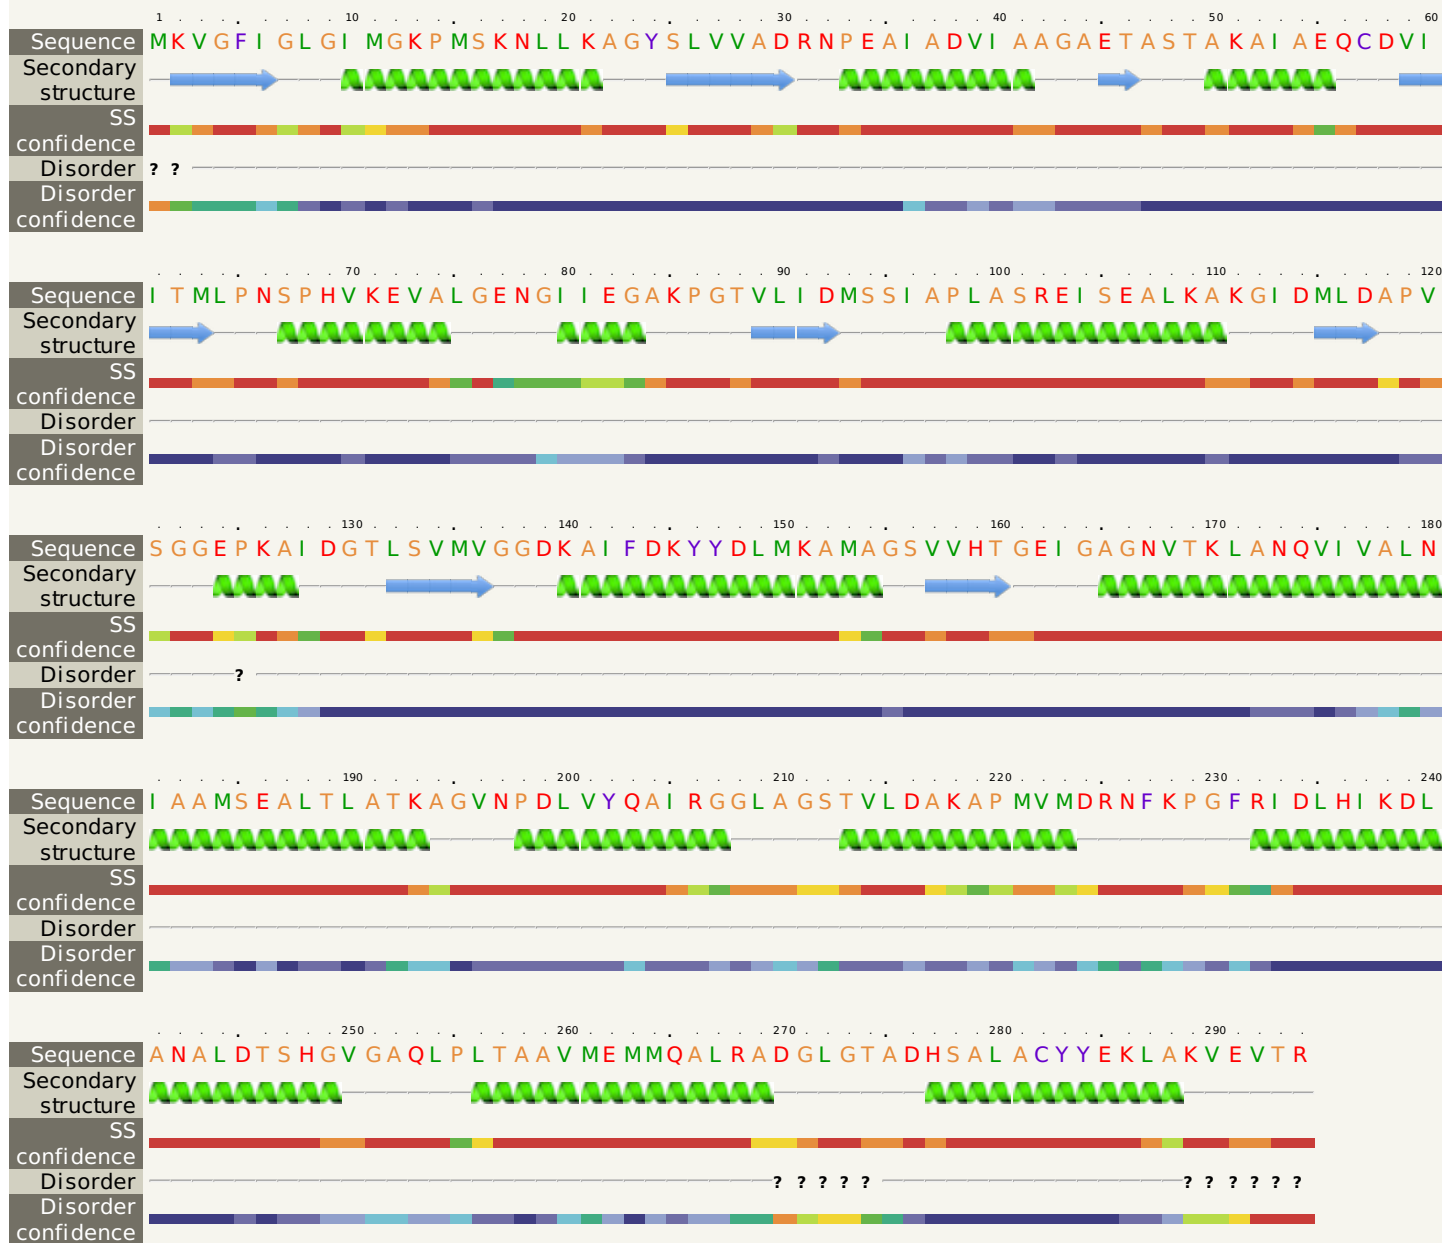 1 10 20 30 40 50 60
Sequence MKVGFIGLGIMGKPMSKNLLKAGYSLVVADRNPEAIADVIAAGAETASTAKAIAEQCDVI
Secondary structure
SS confidence
Disorder ? ?
Disorder confidence
70 80 90 100 110 120
Sequence ITMLPNSPHVKEVALGENGIIEGAKPGTVLIDMSSIAPLASREISEALKAKGIDMLDAPV
Secondary structure
SS confidence
Disorder
Disorder confidence
130 140 150 160 170 180
Sequence SGGEPKAIDGTLSVMVGGDKAIFDKYYDLMKAMAGSVVHTGEIGAGNVTKLANQVIVALN
Secondary structure
SS confidence
Disorder ?
Disorder confidence
190 200 210 220 230 240
Sequence IAAMSEALTLATKAGVNPDLVYQAIRGGLAGSTVLDAKAPMVMDRNFKPGFRIDLHIKDL
Secondary structure
SS confidence
Disorder
Disorder confidence
250 260 270 280 290
Sequence ANALDTSHGVGAQLPLTAAVMEMMQALRADGLGTADHSALACYYEKLAKVEVTR
Secondary structure
SS confidence
Disorder ? ? ? ? ? ? ? ? ? ? ?
Disorder confidence